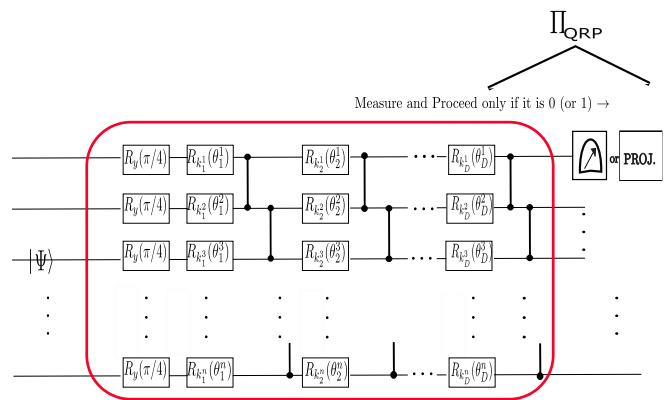 ∏QRP
Measure and Proceed only if it is 0 (or 1) →
R_y(π/4) R_{k_1^1}(θ_1^1) R_{k_2^1}(θ_2^1) ··· R_{k_D^1}(θ_D^1) or PROJ.
R_y(π/4) R_{k_1^2}(θ_1^2) R_{k_2^2}(θ_2^2) ··· R_{k_D^2}(θ_D^2)
|Ψ⟩ R_y(π/4) R_{k_1^3}(θ_1^3) R_{k_2^3}(θ_2^3) ··· R_{k_D^3}(θ_D^3)
R_y(π/4) R_{k_1^n}(θ_1^n) R_{k_2^n}(θ_2^n) ··· R_{k_D^n}(θ_D^n)